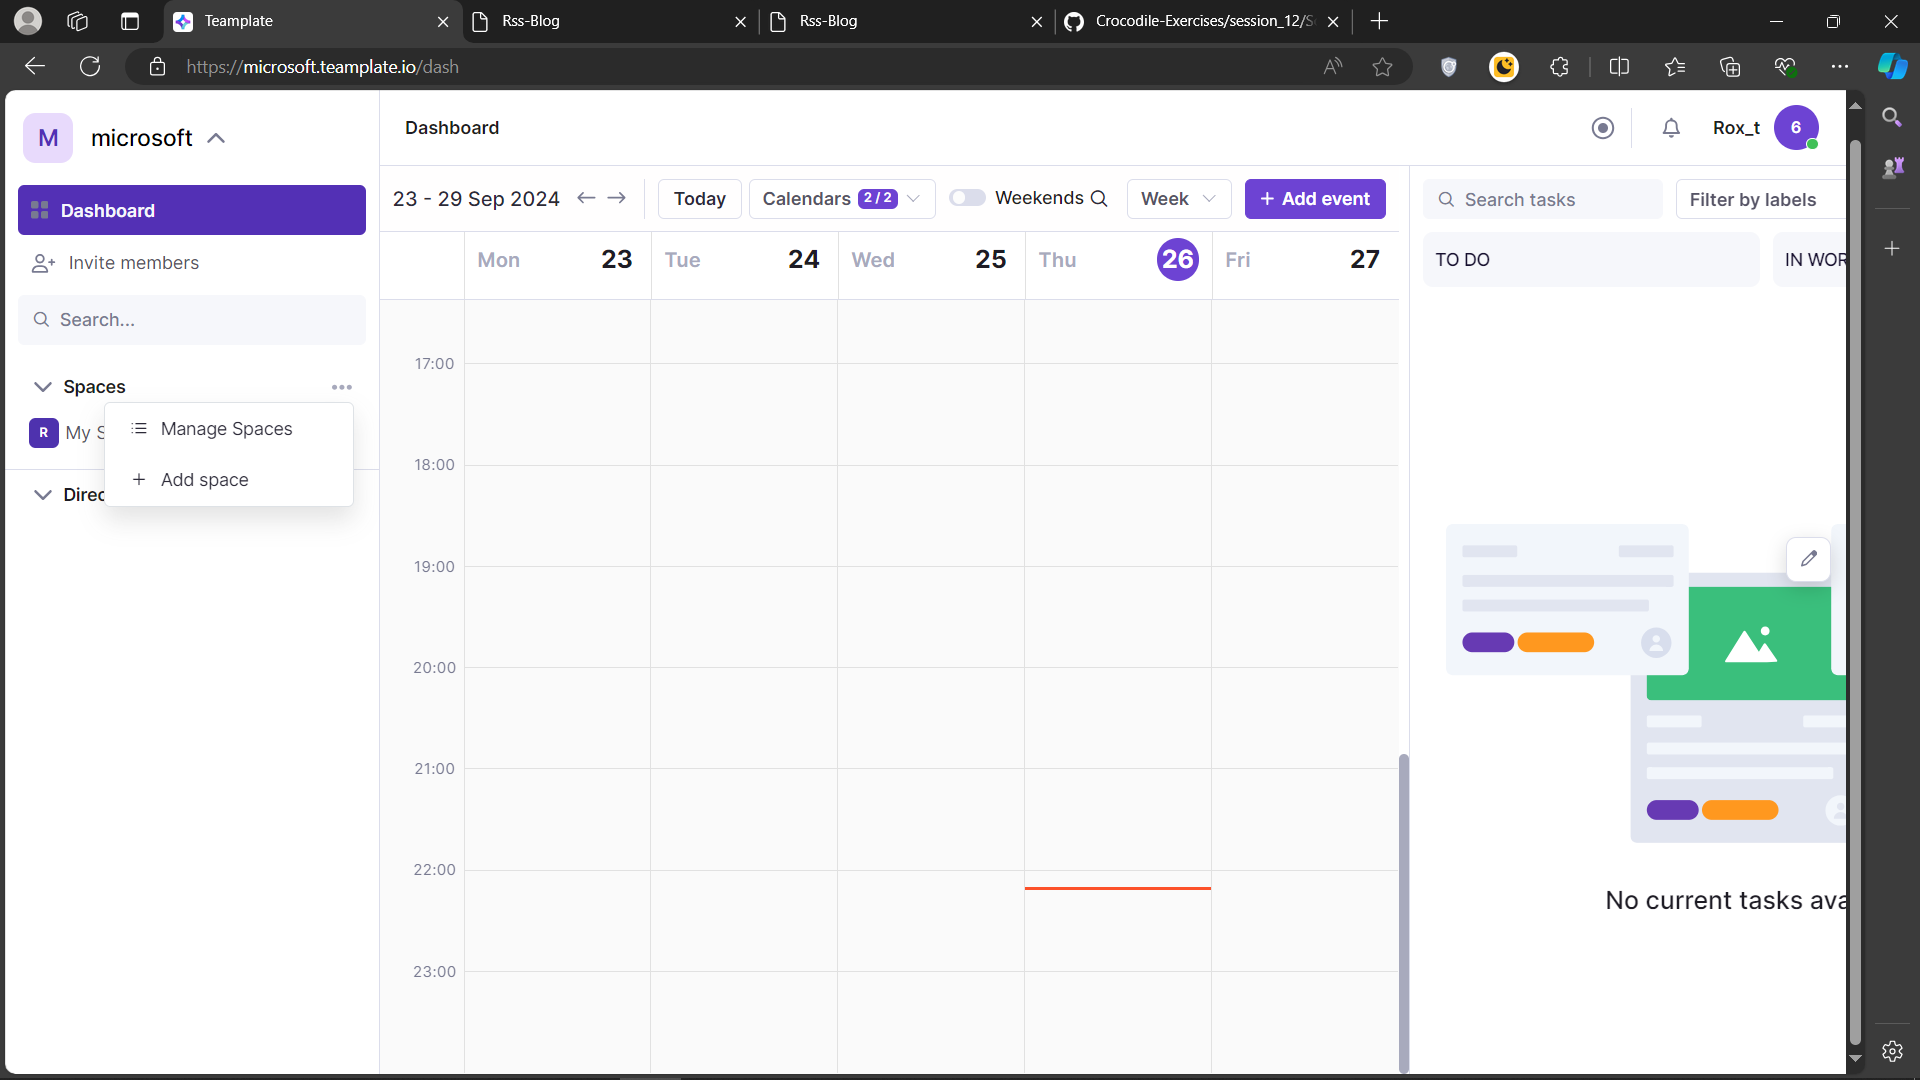 Teamplate
Rss-Blog
Rss-Blog
Crocodile-Exercises/session_12/S
https://microsoft.teamplate.io/dash
M
microsoft
Dashboard
Rox_t
6
Dashboard
Invite members
Search...
Spaces
R
My S
Manage Spaces
Add space
Direc
23 - 29 Sep 2024
Today
Calendars 2 / 2
Weekends
Week
+ Add event
Search tasks
Filter by labels
Mon 23
Tue 24
Wed 25
Thu 26
Fri 27
TO DO
IN WOR
17:00
18:00
19:00
20:00
21:00
22:00
23:00
No current tasks ava